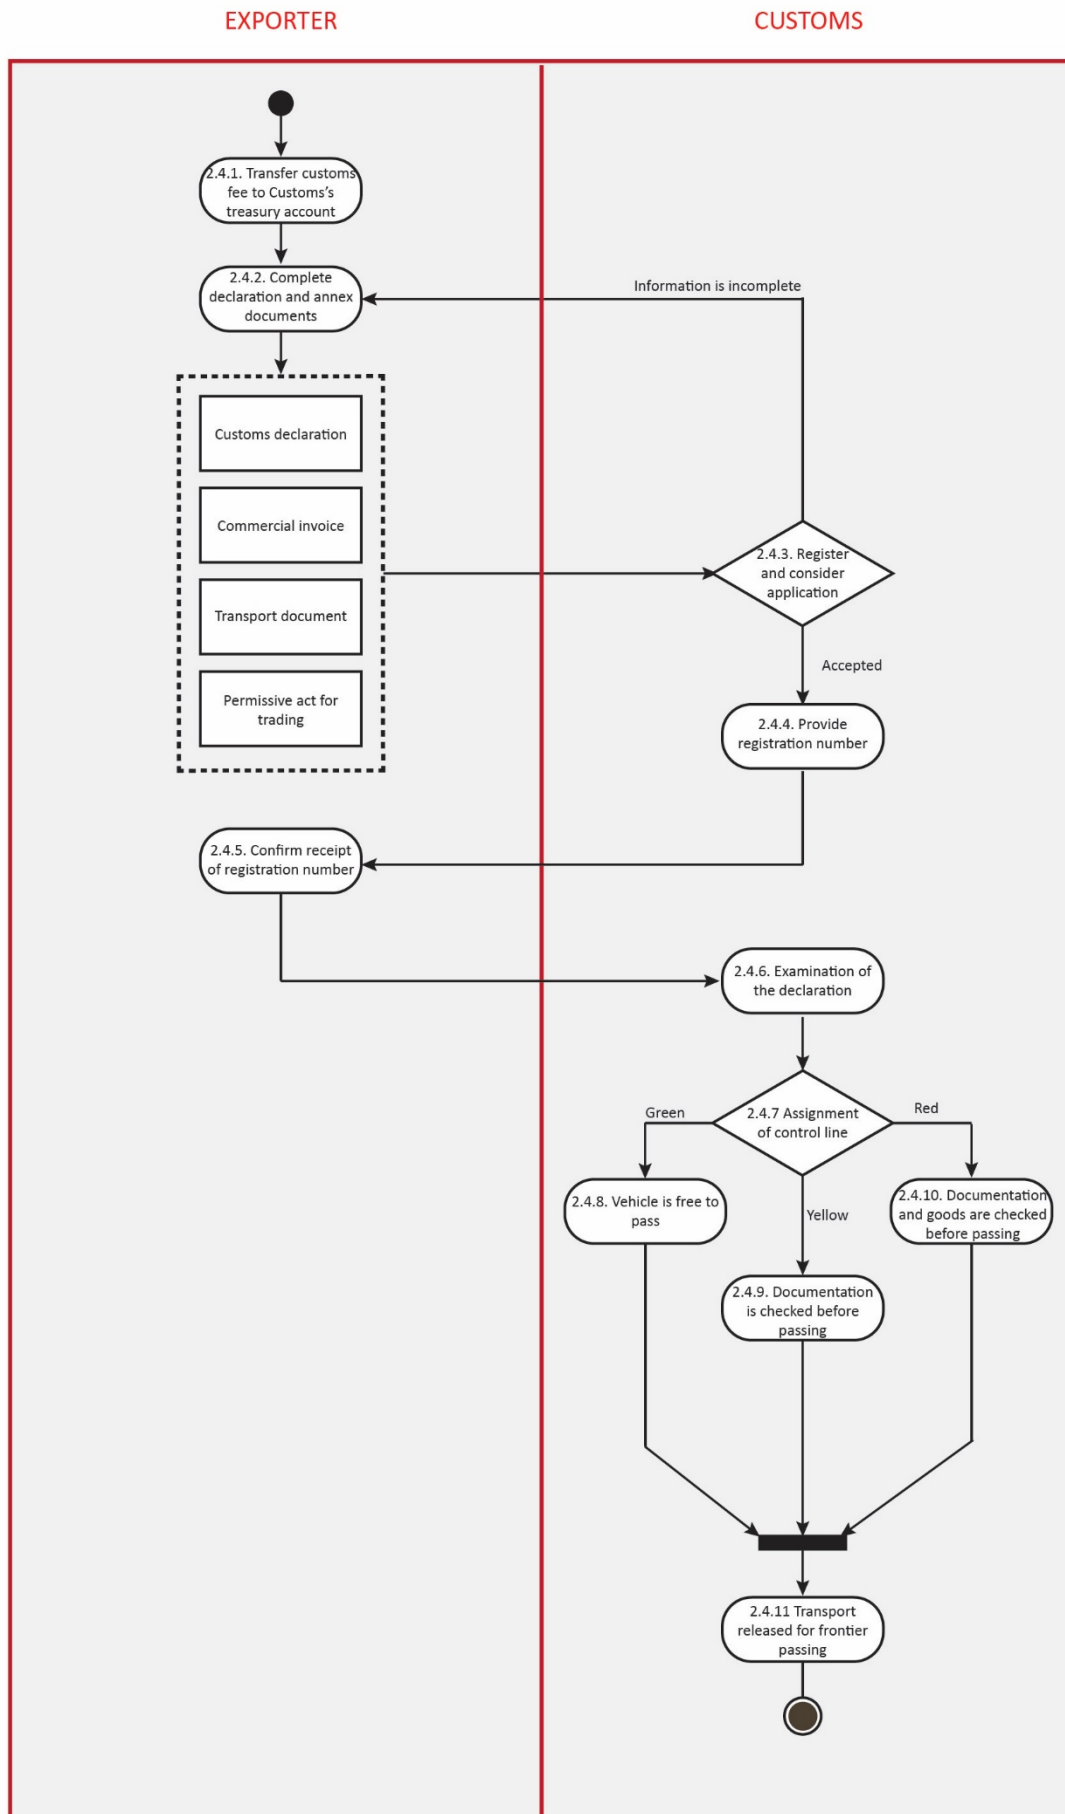 EXPORTER
CUSTOMS
2.4.1. Transfer customs
fee to Customs's
treasury account
2.4.2. Complete
declaration and annex
documents
Information is incomplete
Customs declaration
Commercial invoice
Transport document
Permissive act for
trading
2.4.3. Register
and consider
application
Accepted
2.4.4. Provide
registration number
2.4.5. Confirm receipt
of registration number
2.4.6. Examination of
the declaration
2.4.7 Assignment
of control line
Green
Red
Yellow
2.4.8. Vehicle is free to
pass
2.4.10. Documentation
and goods are checked
before passing
2.4.9. Documentation
is checked before
passing
2.4.11 Transport
released for frontier
passing